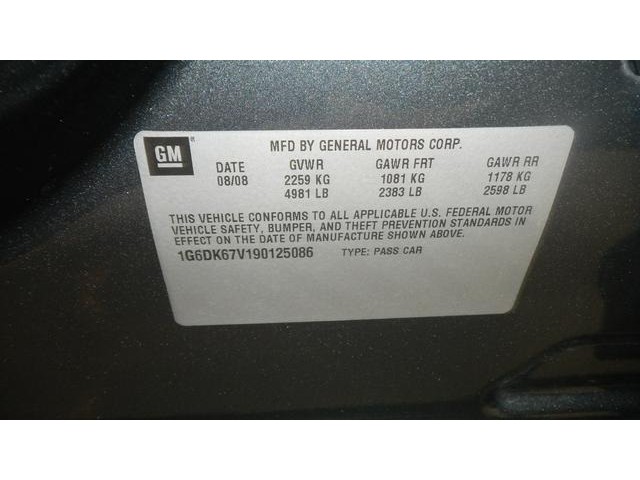 GM ®
MFD BY GENERAL MOTORS CORP.
DATE GVWR GAWR FRT GAWR RR
08/08 2259 KG 1081 KG 1178 KG
4981 LB 2383 LB 2598 LB
THIS VEHICLE CONFORMS TO ALL APPLICABLE U.S. FEDERAL MOTOR
VEHICLE SAFETY, BUMPER, AND THEFT PREVENTION STANDARDS IN
EFFECT ON THE DATE OF MANUFACTURE SHOWN ABOVE.
1G6DK67V190125086 TYPE: PASS CAR